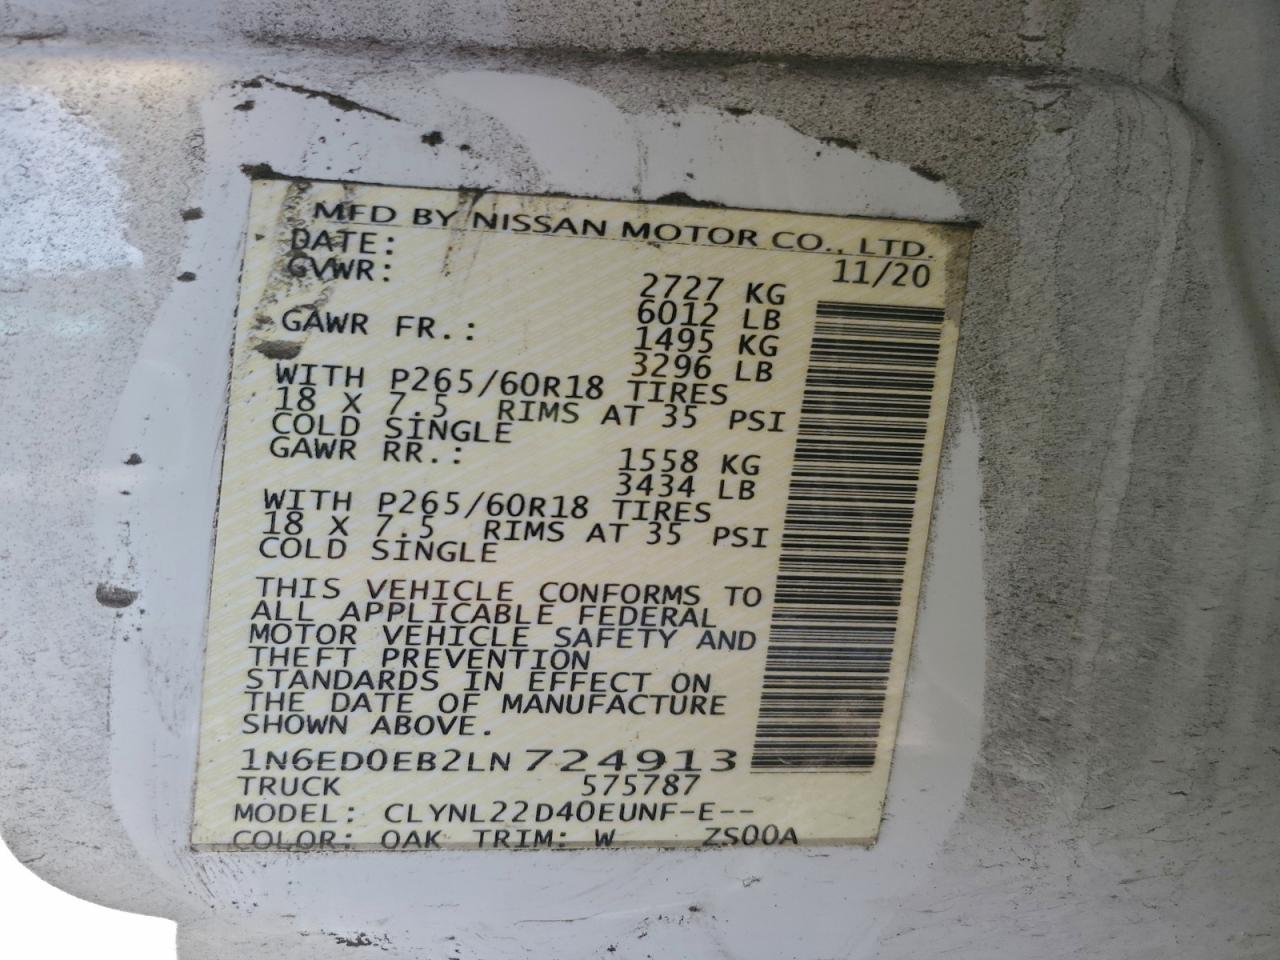 MFD BY NISSAN MOTOR CO., LTD.
DATE: 11/20
GVWR: 2727 KG
6012 LB
GAWR FR.: 1495 KG
3296 LB
WITH P265/60R18 TIRES
18 X 7.5 RIMS AT 35 PSI
COLD SINGLE
GAWR RR.: 1558 KG
3434 LB
WITH P265/60R18 TIRES
18 X 7.5 RIMS AT 35 PSI
COLD SINGLE
THIS VEHICLE CONFORMS TO
ALL APPLICABLE FEDERAL
MOTOR VEHICLE SAFETY AND
THEFT PREVENTION
STANDARDS IN EFFECT ON
THE DATE OF MANUFACTURE
SHOWN ABOVE.
1N6ED0EB2LN724913
TRUCK 575787
MODEL: CLYNL22D40EUNF-E--
COLOR: QAK TRIM: W ZS00A